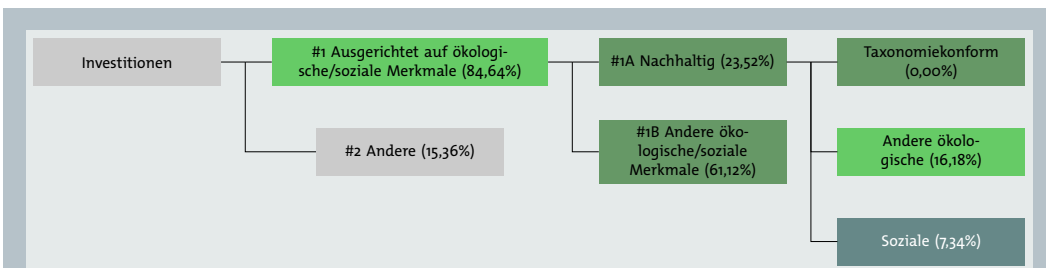 Investitionen
#1 Ausgerichtet auf ökologi-
sche/soziale Merkmale (84,64%)
#1A Nachhaltig (23,52%)
Taxonomiekonform
(0,00%)
#2 Andere (15,36%)
#1B Andere öko-
logische/soziale
Merkmale (61,12%)
Andere ökolo-
gische (16,18%)
Soziale (7,34%)